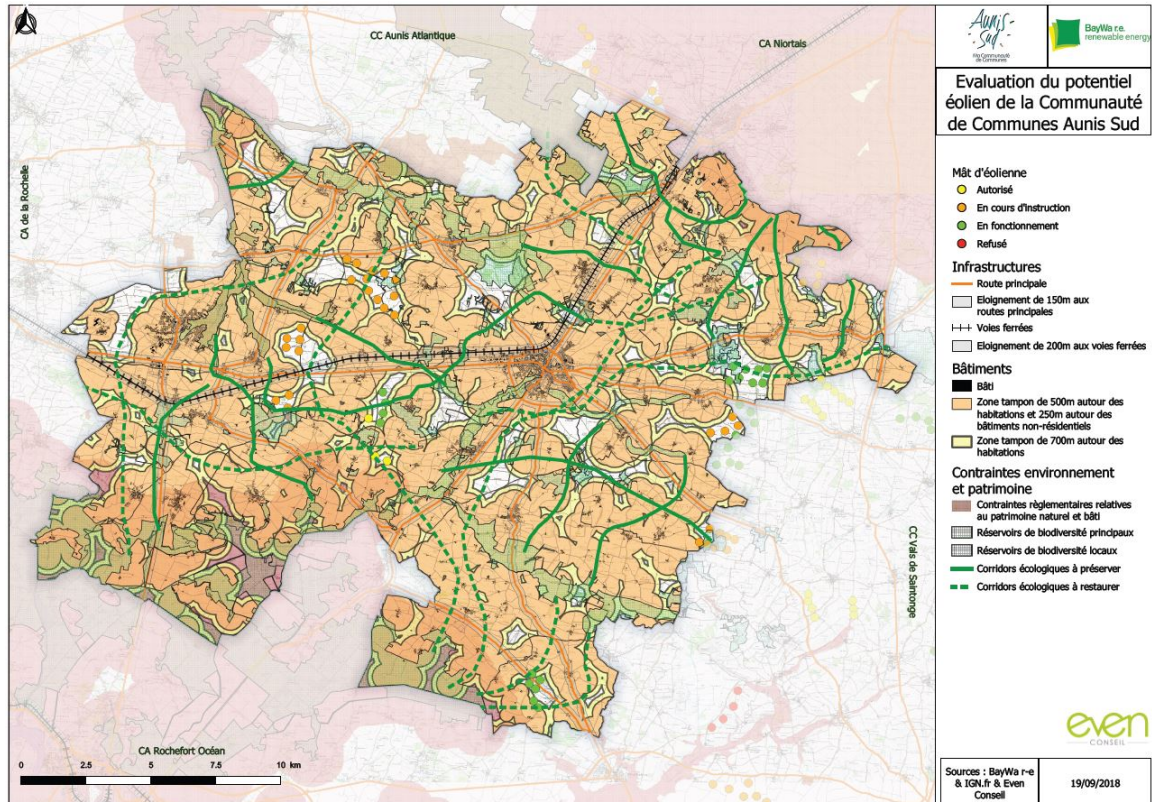 CC Aunis Atlantique
CA Niortais
CA de la Rochelle
CC Vals de Saintonge
CA Rochefort Océan
0 2.5 5 7.5 10 km
Aunis
Sud
Ma Communauté
de Communes
BayWa r.e.
renewable energy
Evaluation du potentiel
éolien de la Communauté
de Communes Aunis Sud
Mât d'éolienne
Autorisé
En cours d'instruction
En fonctionnement
Refusé
Infrastructures
Route principale
Eloignement de 150m aux
routes principales
Voies ferrées
Eloignement de 200m aux voies ferrées
Bâtiments
Bâti
Zone tampon de 500m autour des
habitations et 250m autour des
bâtiments non-résidentiels
Zone tampon de 700m autour des
habitations
Contraintes environnement
et patrimoine
Contraintes règlementaires relatives
au patrimoine naturel et bâti
Réservoirs de biodiversité principaux
Réservoirs de biodiversité locaux
Corridors écologiques à préserver
Corridors écologiques à restaurer
even
CONSEIL
Sources : BayWa r-e
& IGN.fr & Even
Conseil
19/09/2018